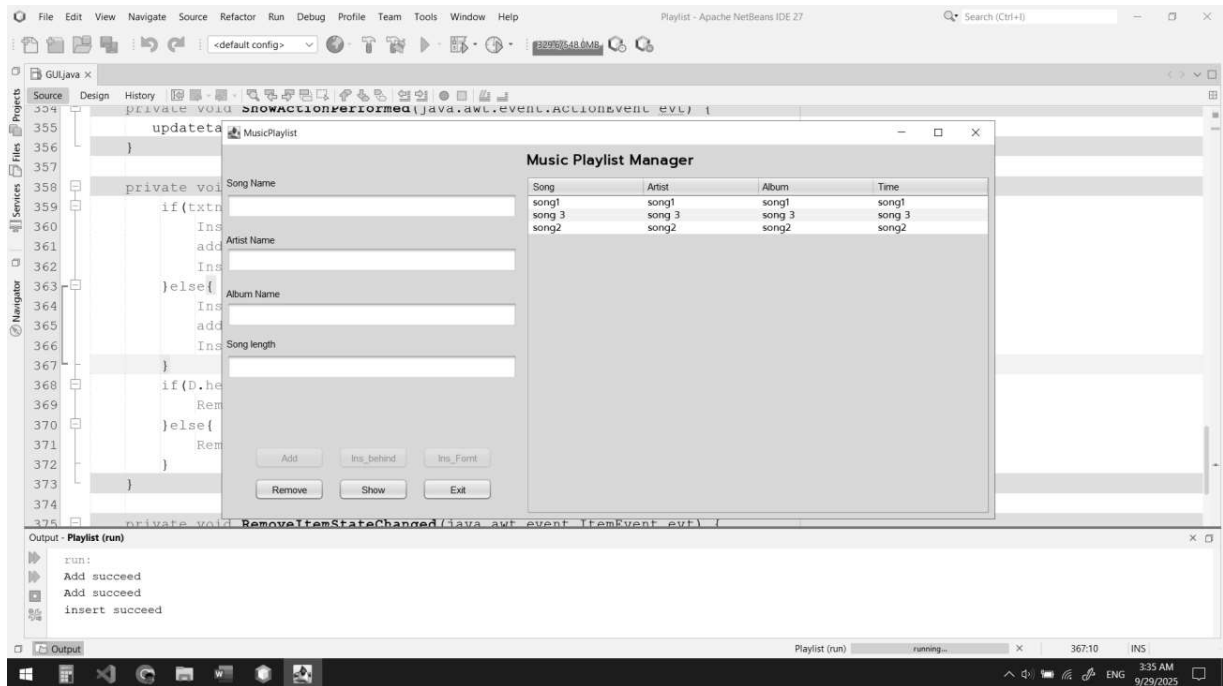 File Edit View Navigate Source Refactor Run Debug Profile Team Tools Window Help
Playlist - Apache NetBeans IDE 27
Search (Ctrl+I)
<default config>
GUI.java
Source Design History
Projects
Files
Services
Navigator
354 private void ShowActionPerformed(java.awt.event.ActionEvent evt) {
355 updateta
356 }
357
358 private voi
359 if(txtn
360 Ins
361 add
362 Ins
363 }else{
364 Ins
365 add
366 Ins
367 }
368 if(D.he
369 Rem
370 }else{
371 Rem
372 }
373 }
374
375 private void RemoveItemStateChanged(java.awt.event.ItemEvent evt) {
MusicPlaylist
Music Playlist Manager
Song Name
Artist Name
Album Name
Song length
Add Ins_behind Ins_Fornt
Remove Show Exit
Song Artist Album Time
song1 song1 song1 song1
song 3 song 3 song 3 song 3
song2 song2 song2 song2
Output - Playlist (run)
run:
Add succeed
Add succeed
insert succeed
Output
Playlist (run) running... 367:10 INS
ENG 3:35 AM
9/29/2025